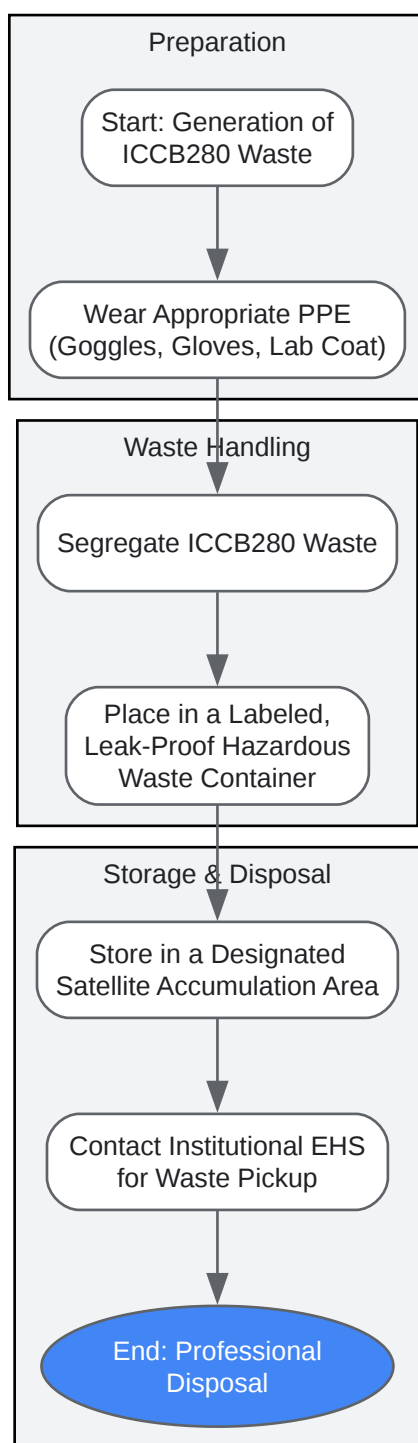 Preparation
Start: Generation of
ICCB280 Waste
Wear Appropriate PPE
(Goggles, Gloves, Lab Coat)
Waste Handling
Segregate ICCB280 Waste
Place in a Labeled,
Leak-Proof Hazardous
Waste Container
Storage & Disposal
Store in a Designated
Satellite Accumulation Area
Contact Institutional EHS
for Waste Pickup
End: Professional
Disposal